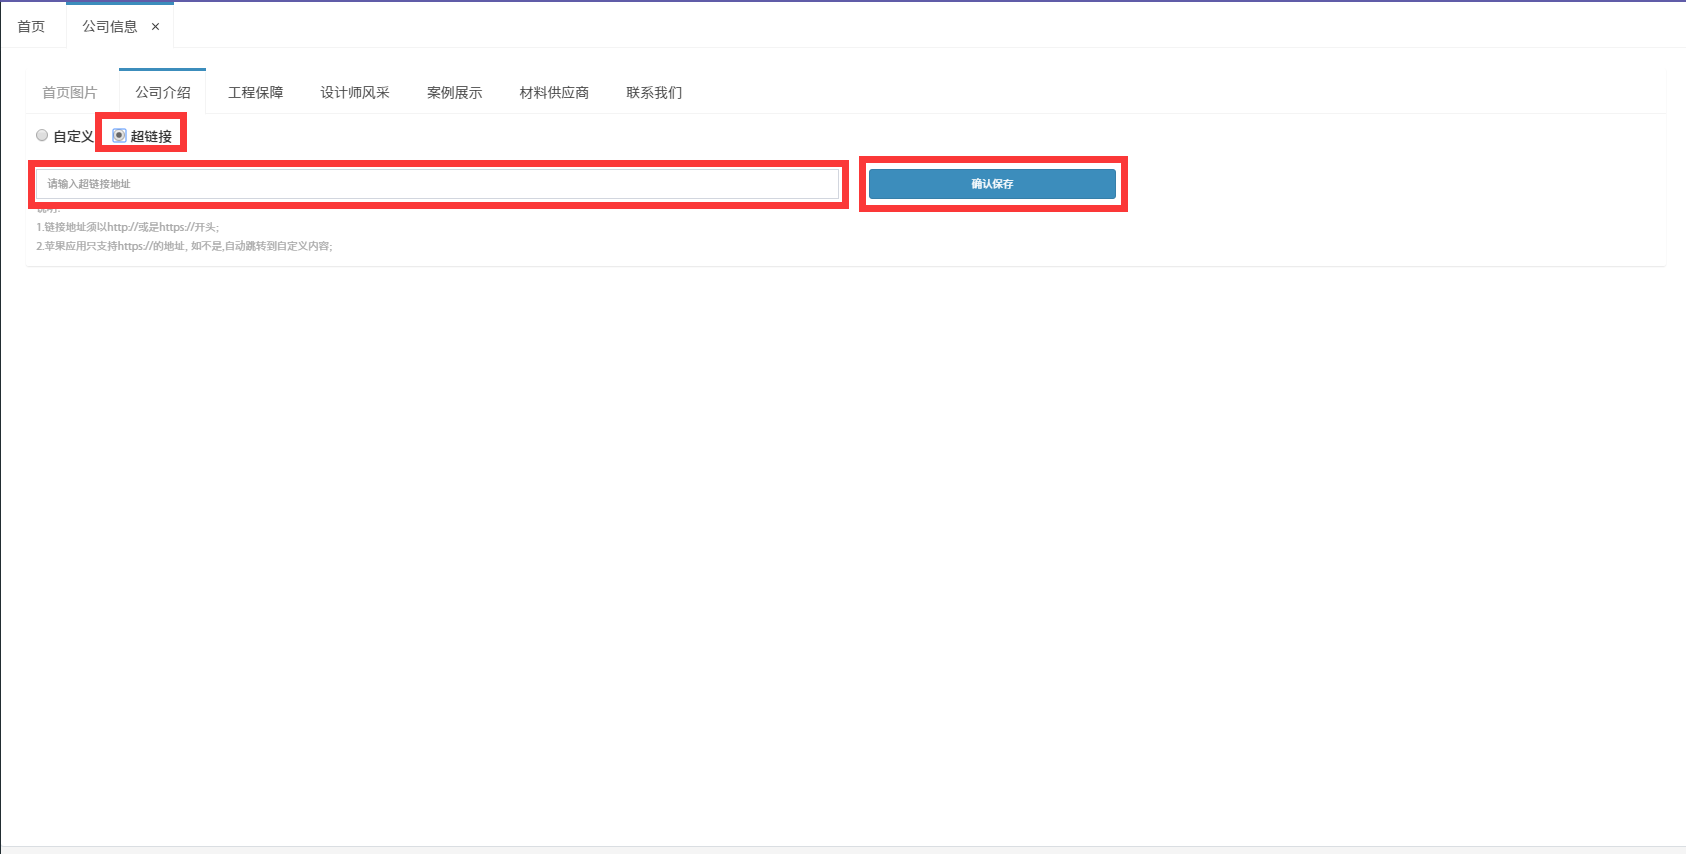 首页 公司信息 ×
首页图片 公司介绍 工程保障 设计师风采 案例展示 材料供应商 联系我们
自定义 超链接
请输入超链接地址 确认保存
说明:
1.链接地址须以http://或是https://开头;
2.苹果应用只支持https://的地址, 如不是,自动跳转到自定义内容;